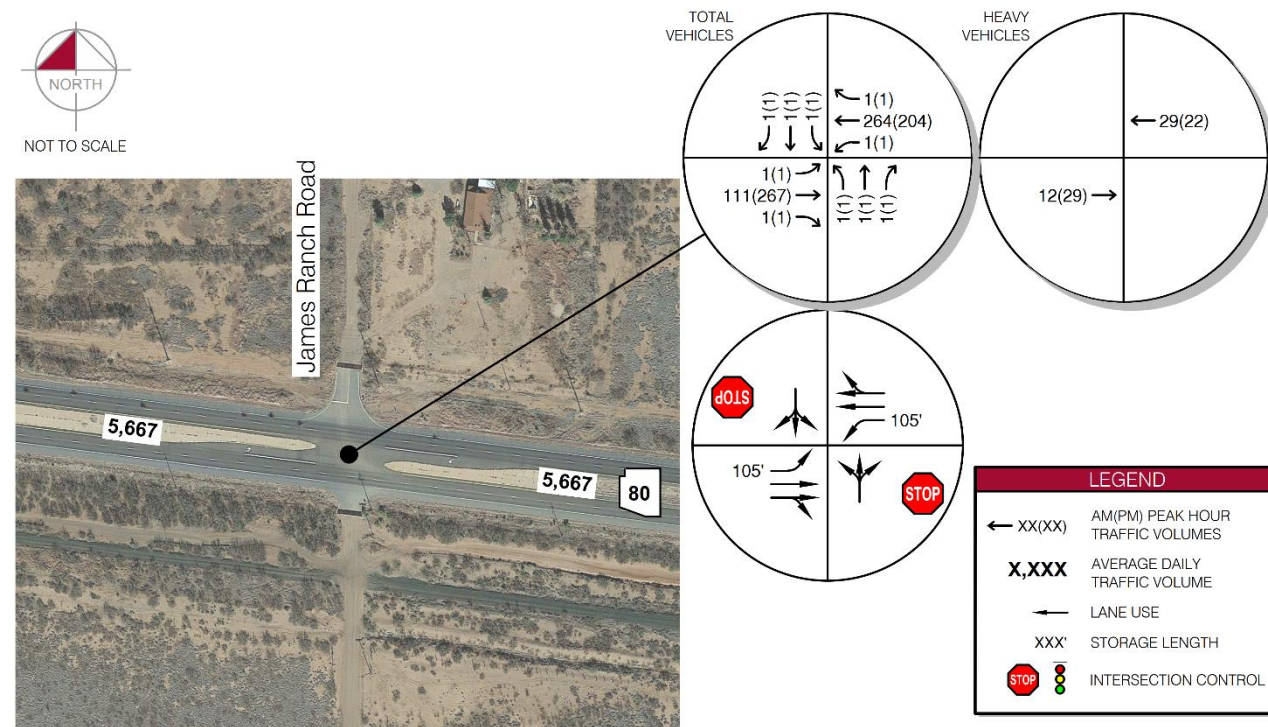 NORTH
NOT TO SCALE
TOTAL
VEHICLES
1(1)
1(1)
1(1)
1(1)
264(204)
1(1)
1(1)
111(267)
1(1)
1(1)
1(1)
1(1)
HEAVY
VEHICLES
29(22)
12(29)
James Ranch Road
5,667
5,667
80
STOP
105'
105'
STOP
LEGEND
XX(XX)
AM(PM) PEAK HOUR
TRAFFIC VOLUMES
X,XXX
AVERAGE DAILY
TRAFFIC VOLUME
LANE USE
XXX'
STORAGE LENGTH
STOP
INTERSECTION CONTROL